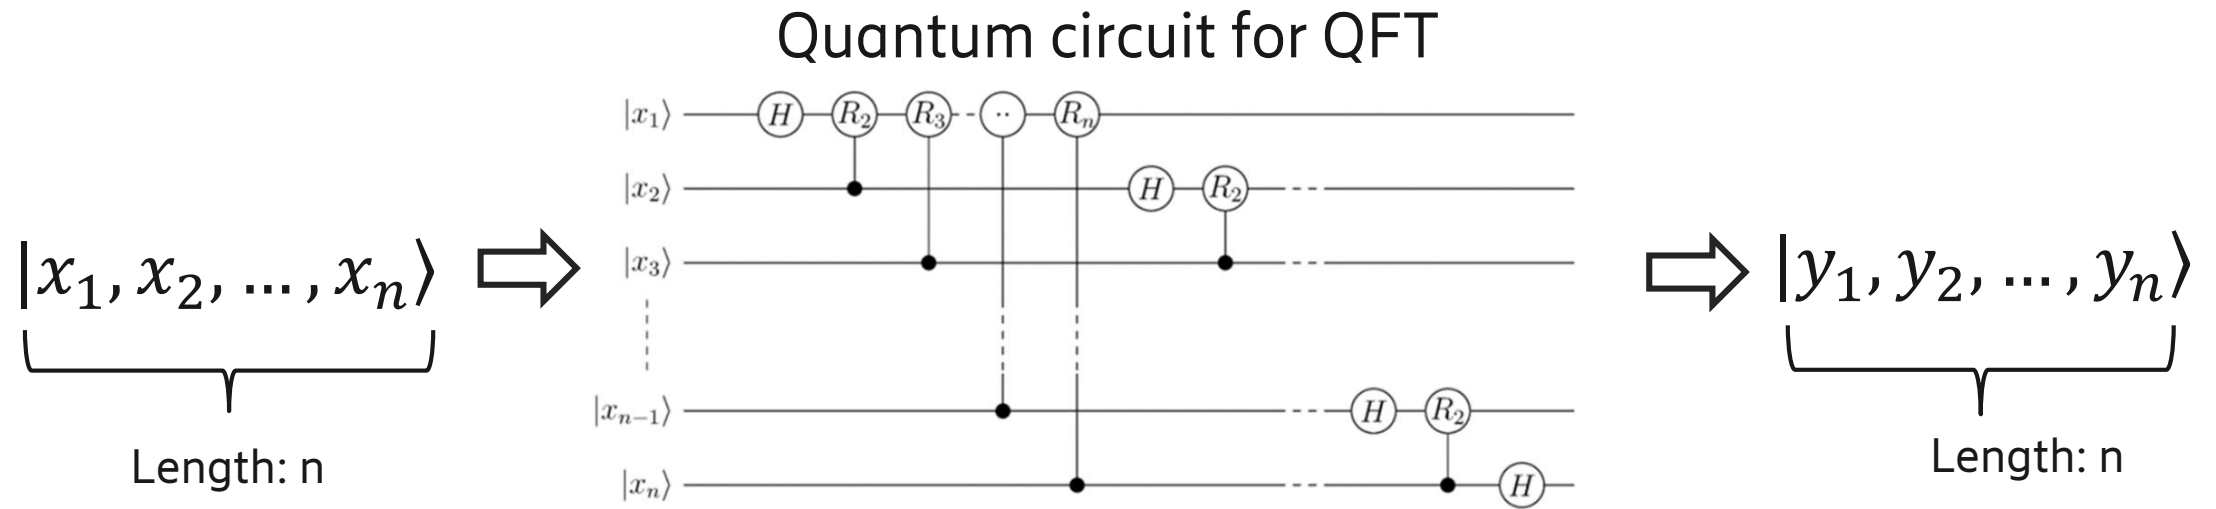 Quantum circuit for QFT
|x₁⟩ H R₂ R₃ ·· Rₙ
|x₂⟩ H R₂
|x₃⟩
|x₁, x₂, ..., xₙ⟩
|y₁, y₂, ..., yₙ⟩
|xₙ₋₁⟩ H R₂
|xₙ⟩ H
Length: n
Length: n